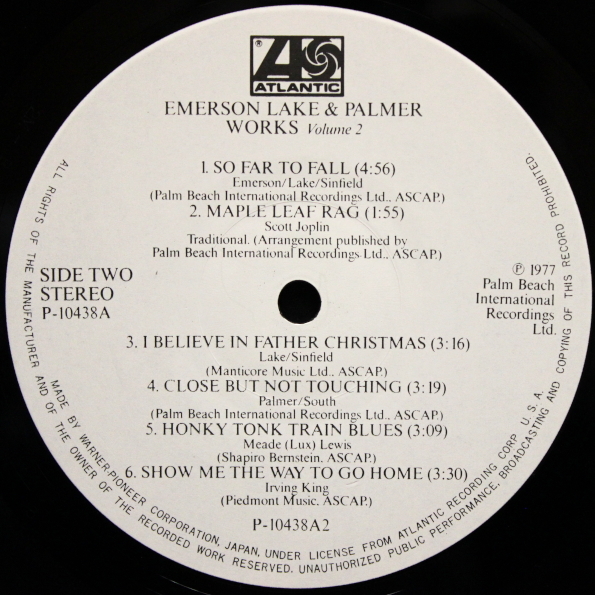 ®
ATLANTIC
EMERSON LAKE & PALMER
WORKS Volume 2
1. SO FAR TO FALL (4:56)
Emerson/Lake/Sinfield
(Palm Beach International Recordings Ltd., ASCAP.)
2. MAPLE LEAF RAG (1:55)
Scott Joplin
Traditional. (Arrangement published by
Palm Beach International Recordings Ltd., ASCAP.)
SIDE TWO
STEREO
P-10438A
℗ 1977
Palm Beach
International
Recordings
Ltd.
3. I BELIEVE IN FATHER CHRISTMAS (3:16)
Lake/Sinfield
(Manticore Music Ltd., ASCAP.)
4. CLOSE BUT NOT TOUCHING (3:19)
Palmer/South
(Palm Beach International Recordings Ltd., ASCAP.)
5. HONKY TONK TRAIN BLUES (3:09)
Meade (Lux) Lewis
(Shapiro Bernstein, ASCAP.)
6. SHOW ME THE WAY TO GO HOME (3:30)
Irving King
(Piedmont Music, ASCAP.)
P-10438A2
MADE BY WARNER-PIONEER CORPORATION, JAPAN, UNDER LICENSE FROM ATLANTIC RECORDING CORP. U.S.A.
ALL RIGHTS OF THE MANUFACTURER AND OF THE OWNER OF THE RECORDED WORK RESERVED. UNAUTHORIZED PUBLIC PERFORMANCE, BROADCASTING AND COPYING OF THIS RECORD PROHIBITED.